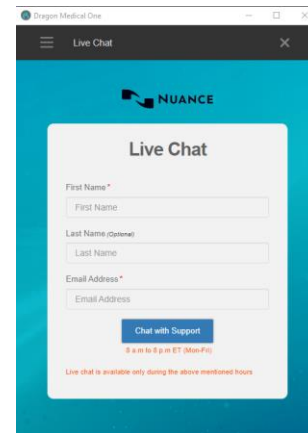 Dragon Medical One
Live Chat
NUANCE
Live Chat
First Name *
First Name
Last Name (Optional)
Last Name
Email Address *
Email Address
Chat with Support
8 a.m to 8 p.m ET (Mon-Fri)
Live chat is available only during the above mentioned hours